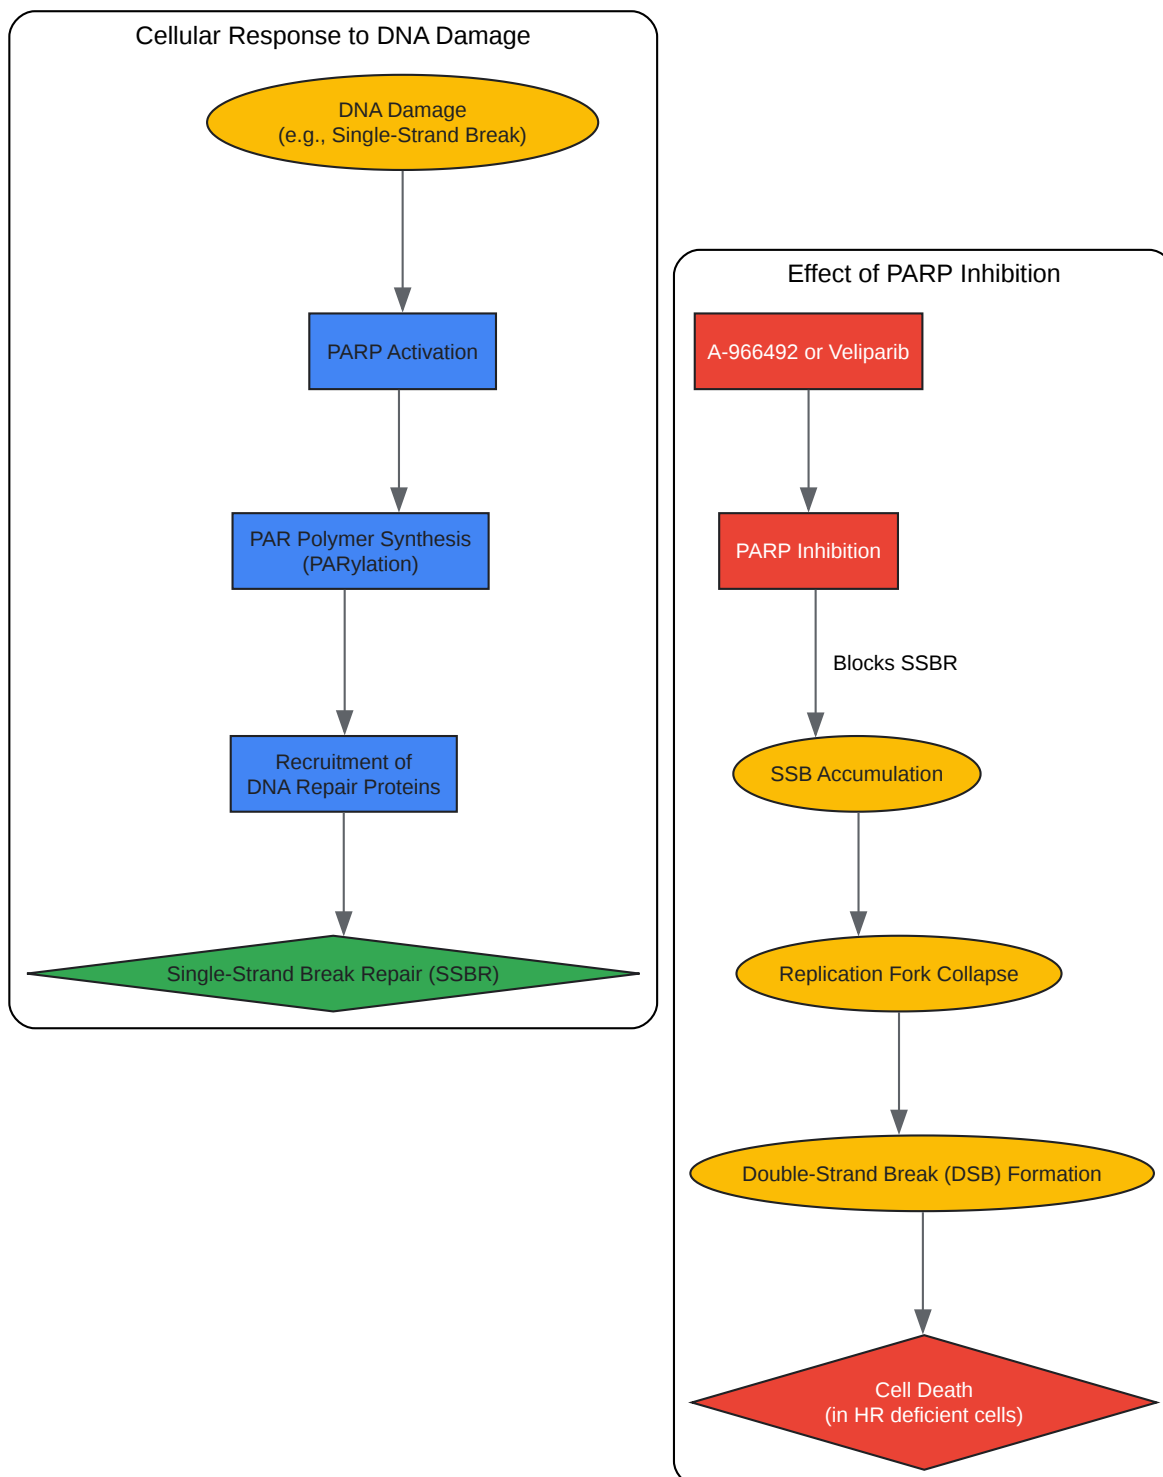 Cellular Response to DNA Damage
DNA Damage
(e.g., Single-Strand Break)
PARP Activation
PAR Polymer Synthesis
(PARylation)
Recruitment of
DNA Repair Proteins
Single-Strand Break Repair (SSBR)
Effect of PARP Inhibition
A-966492 or Veliparib
PARP Inhibition
Blocks SSBR
SSB Accumulation
Replication Fork Collapse
Double-Strand Break (DSB) Formation
Cell Death
(in HR deficient cells)